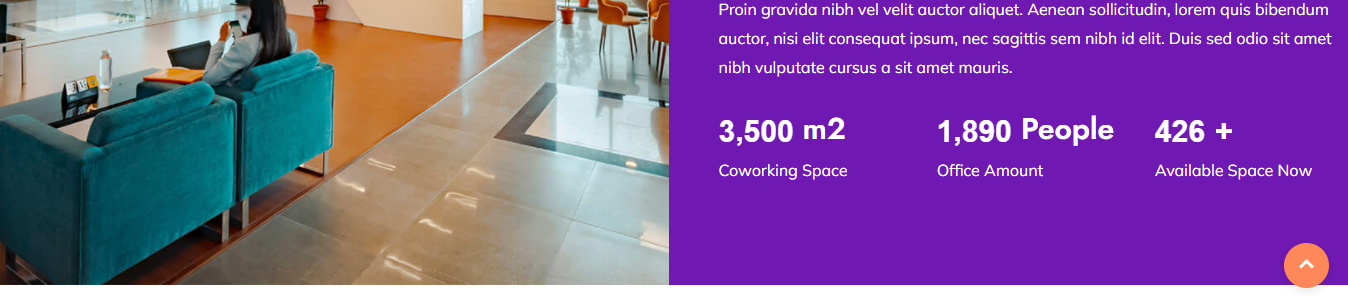 Proin gravida nibh vel velit auctor aliquet. Aenean sollicitudin, lorem quis bibendum
auctor, nisi elit consequat ipsum, nec sagittis sem nibh id elit. Duis sed odio sit amet
nibh vulputate cursus a sit amet mauris.
3,500 m2
Coworking Space
1,890 People
Office Amount
426 +
Available Space Now